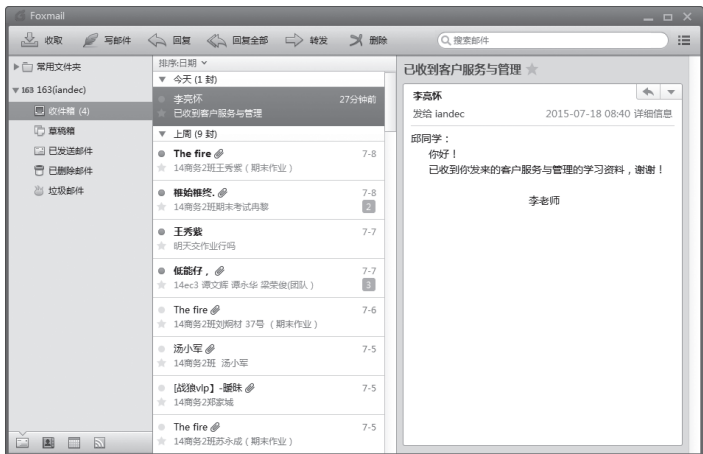 Foxmail
收取 写邮件 回复 回复全部 转发 删除 搜索邮件
常用文件夹
163 163(iandec)
收件箱 (4)
草稿箱
已发送邮件
已删除邮件
垃圾邮件
排序:日期
今天 (1 封)
李亮怀 27分钟前
已收到客户服务与管理
上周 (9 封)
The fire 7-8
14商务2班王秀紫（期末作业）
椎始椎终. 7-8
14商务2班期末考试再黎 2
王秀紫 7-7
明天交作业行吗
低能仔， 7-7
14ec3 谭文辉 谭永华 梁荣俊(团队） 3
The fire 7-6
14商务2班刘炯材 37号 （期末作业）
汤小军 7-5
14商务2班 汤小军
[战狼vip】-暧昧 7-5
14商务2郑家城
The fire 7-5
14商务2班苏永成（期末作业）
已收到客户服务与管理
李高怀
发给 iandec 2015-07-18 08:40 详细信息
邱同学：
你好！
已收到你发来的客户服务与管理的学习资料，谢谢！
李老师